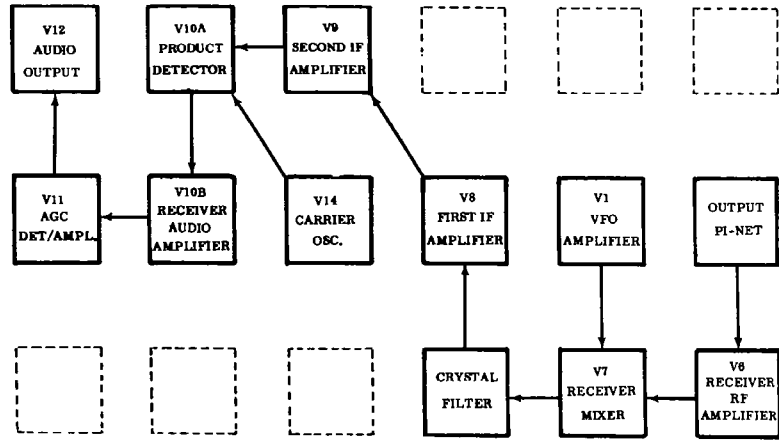 V12
AUDIO
OUTPUT
V10A
PRODUCT
DETECTOR
V9
SECOND IF
AMPLIFIER
V11
AGC
DET/AMPL.
V10B
RECEIVER
AUDIO
AMPLIFIER
V14
CARRIER
OSC.
V8
FIRST IF
AMPLIFIER
V1
VFO
AMPLIFIER
OUTPUT
PI-NET
CRYSTAL
FILTER
V7
RECEIVER
MIXER
V6
RECEIVER
RF
AMPLIFIER